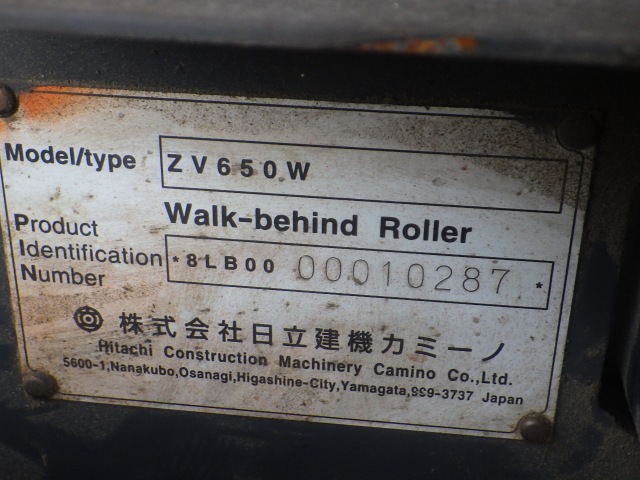 Model/type ZV650W
Walk-behind Roller
Product Identification Number *8LB00 00010287*
株式会社日立建機カミーノ
Hitachi Construction Machinery Camino Co.,Ltd.
5600-1,Nanakubo,Osanagi,Higashine-City,Yamagata,999-3737 Japan